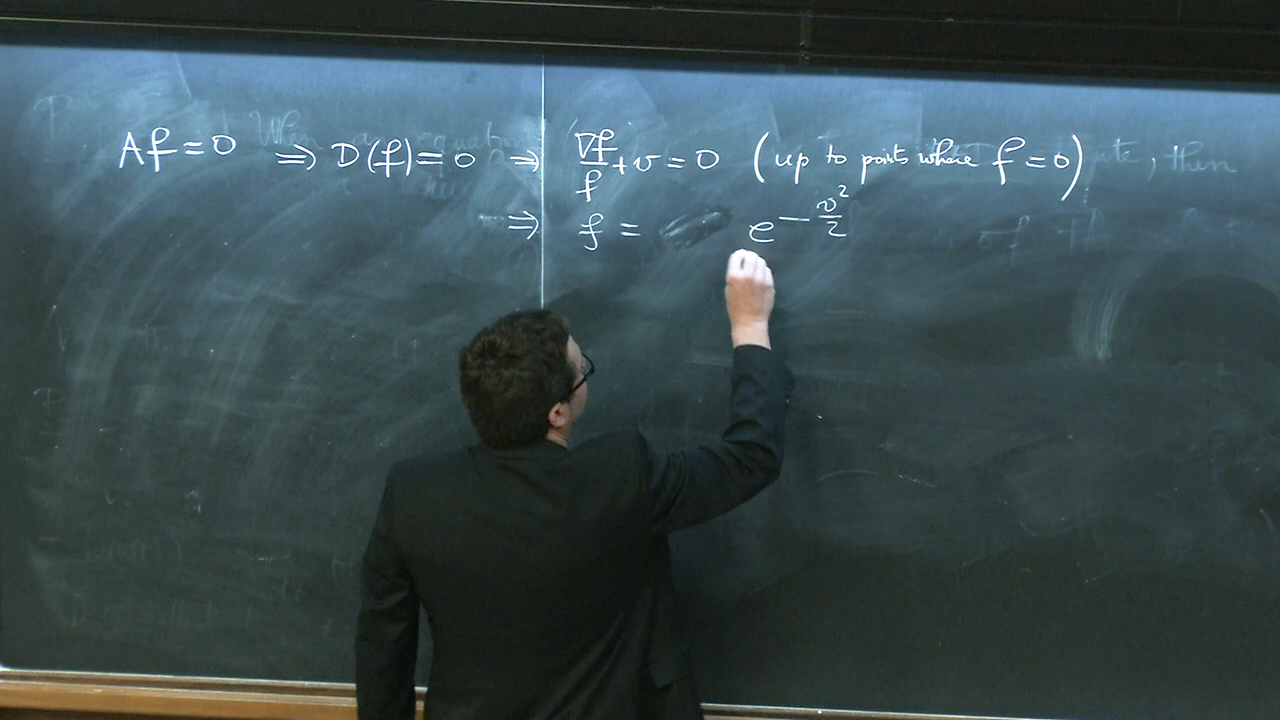 Af = 0 ⇒ D(f) = 0 ⇒ ∇f/f + v = 0 (up to points where f = 0)
⇒ f = e^{-v²/2}